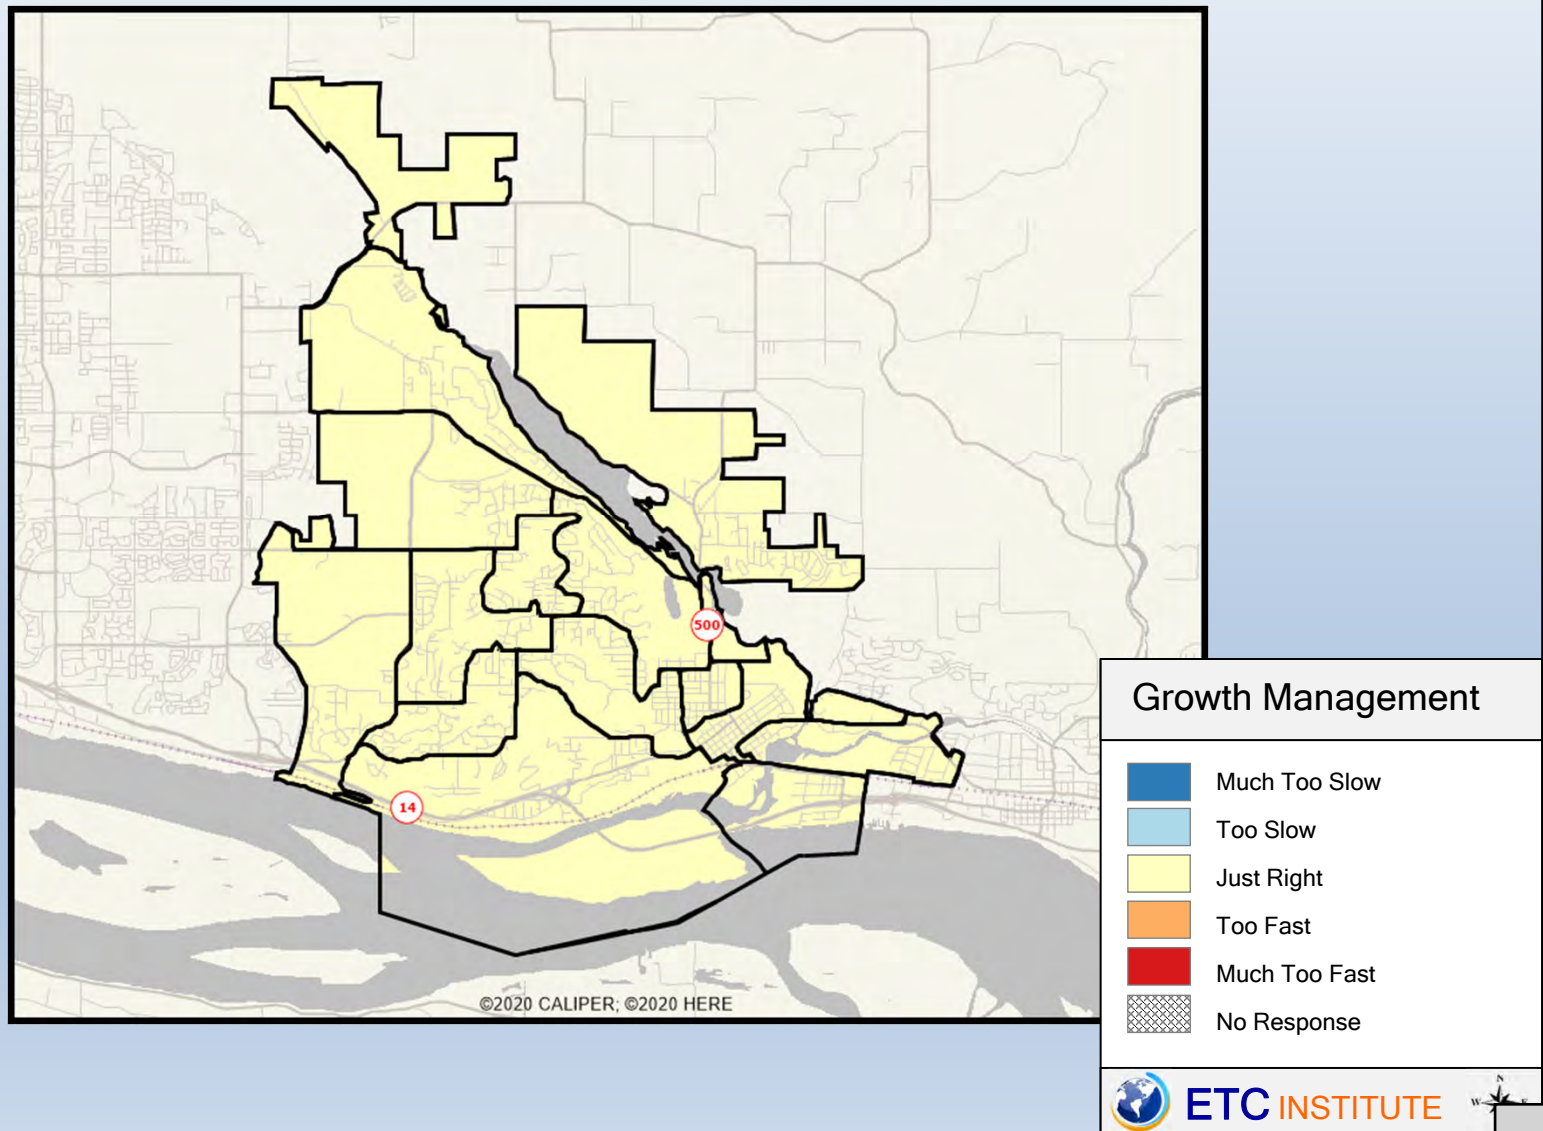 500
14
©2020 CALIPER; ©2020 HERE
Growth Management
Much Too Slow
Too Slow
Just Right
Too Fast
Much Too Fast
No Response
ETC INSTITUTE
N
W
E